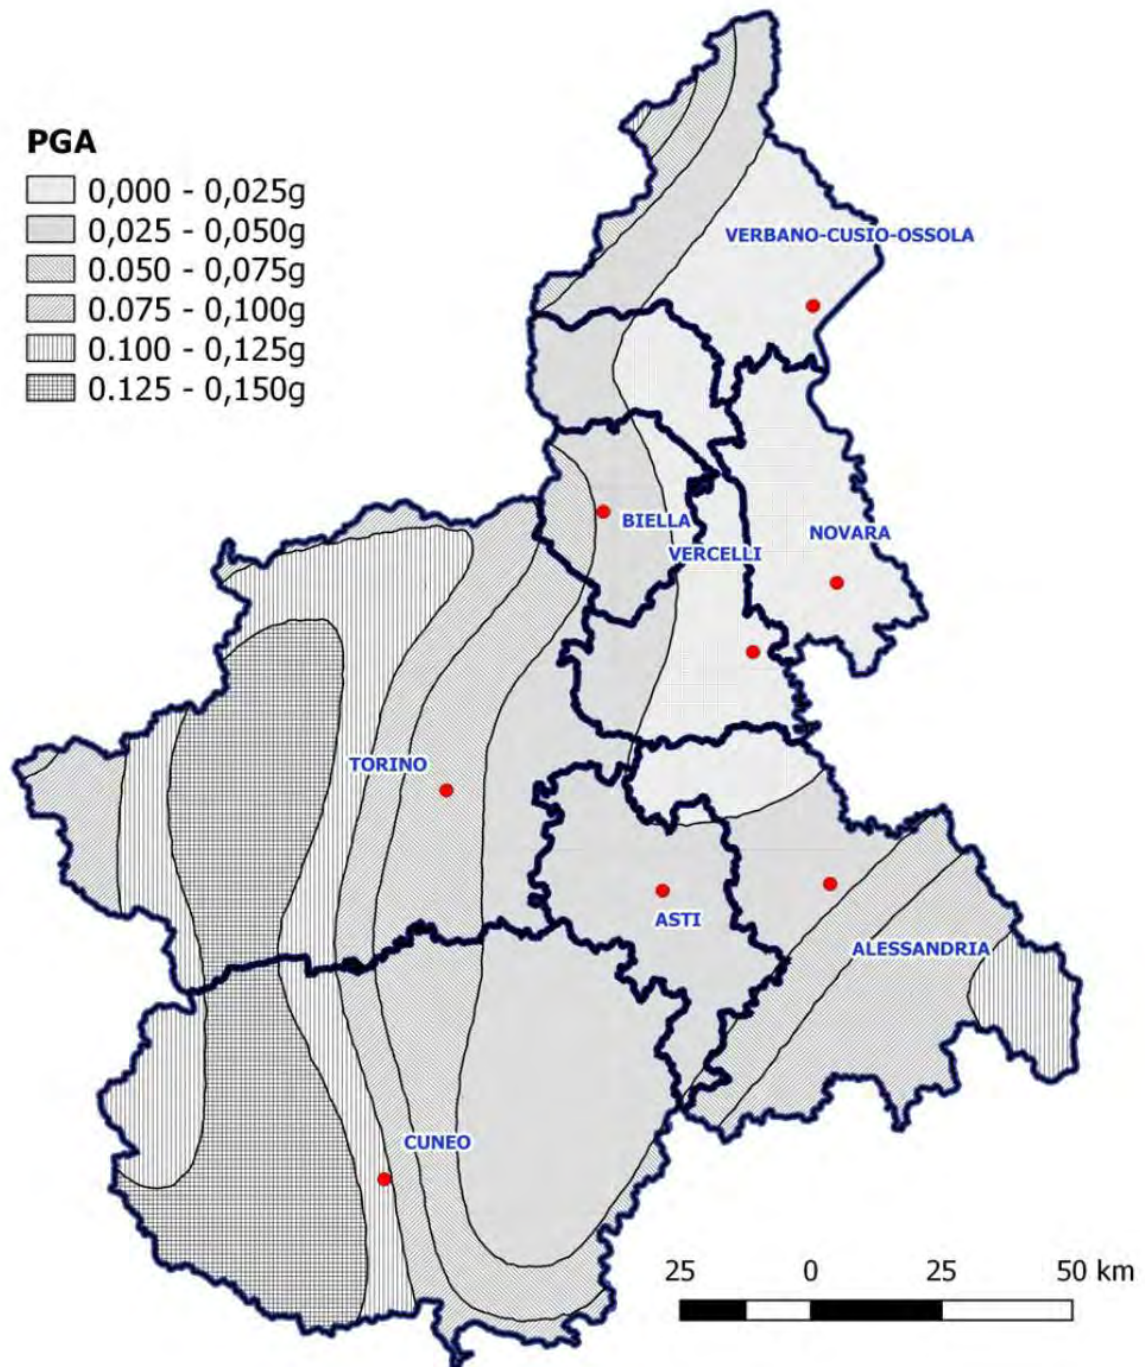 PGA
0,000 - 0,025g
0,025 - 0,050g
0.050 - 0,075g
0.075 - 0,100g
0.100 - 0,125g
0.125 - 0,150g
VERBANO-CUSIO-OSSOLA
BIELLA
NOVARA
VERCELLI
TORINO
ASTI
ALESSANDRIA
CUNEO
25 0 25 50 km